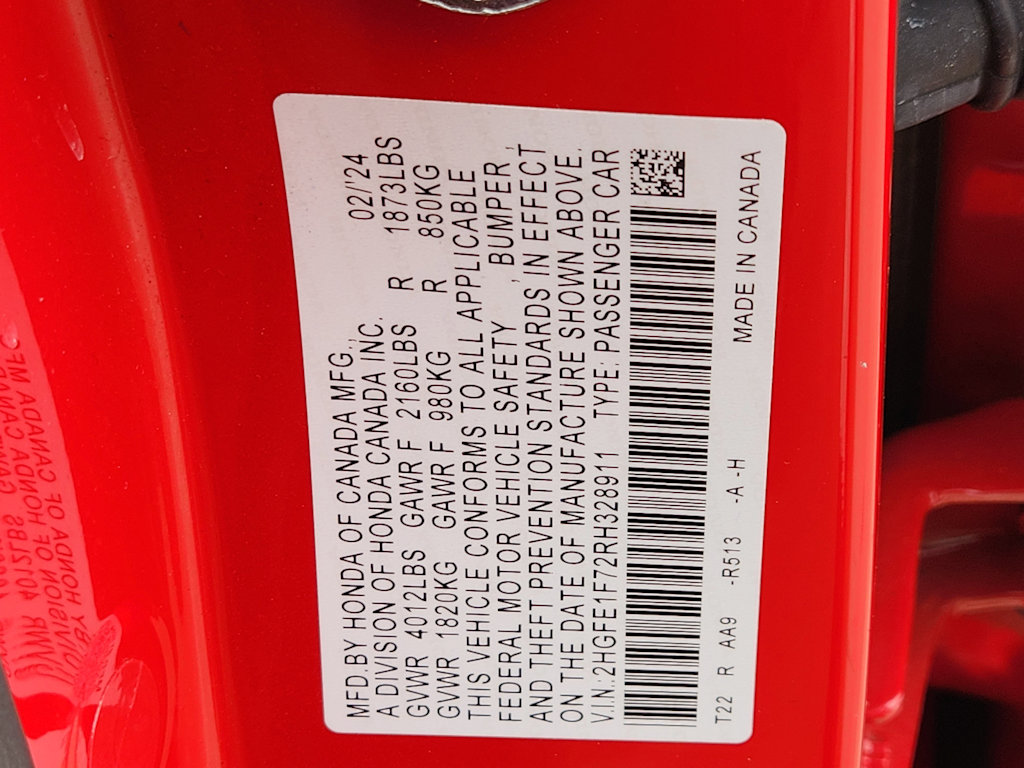 MFD.BY HONDA OF CANADA MFG., 02/'24
A DIVISION OF HONDA CANADA INC.
GVWR 4012LBS GAWR F 2160LBS R 1873LBS
GVWR 1820KG GAWR F 980KG R 850KG
THIS VEHICLE CONFORMS TO ALL APPLICABLE
FEDERAL MOTOR VEHICLE SAFETY , BUMPER ,
AND THEFT PREVENTION STANDARDS IN EFFECT
ON THE DATE OF MANUFACTURE SHOWN ABOVE.
V.I.N.:2HGFE1F72RH328911 TYPE: PASSENGER CAR
T22 R AA9 -R513 -A -H MADE IN CANADA